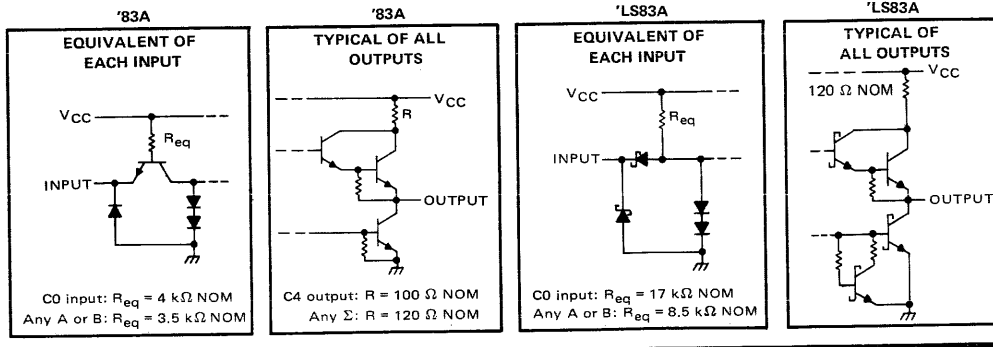 '83A
EQUIVALENT OF
EACH INPUT
VCC
Req
INPUT
C0 input: Req = 4 kΩ NOM
Any A or B: Req = 3.5 kΩ NOM
'83A
TYPICAL OF ALL
OUTPUTS
VCC
R
OUTPUT
C4 output: R = 100 Ω NOM
Any Σ: R = 120 Ω NOM
'LS83A
EQUIVALENT OF
EACH INPUT
VCC
Req
INPUT
C0 input: Req = 17 kΩ NOM
Any A or B: Req = 8.5 kΩ NOM
'LS83A
TYPICAL OF
ALL OUTPUTS
VCC
120 Ω NOM
OUTPUT